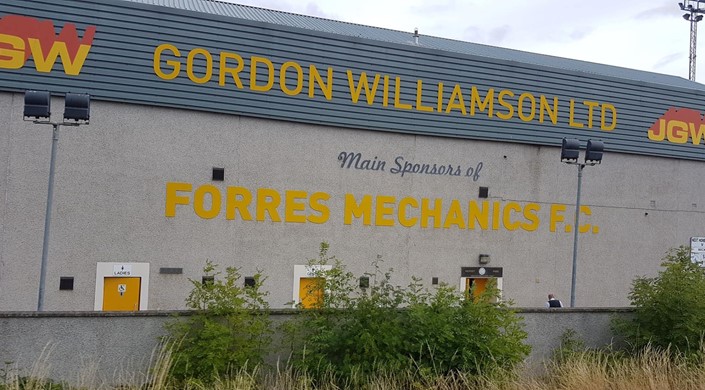 JGW
GORDON WILLIAMSON LTD
JGW
Main Sponsors of
FORRES MECHANICS F.C.
LADIES